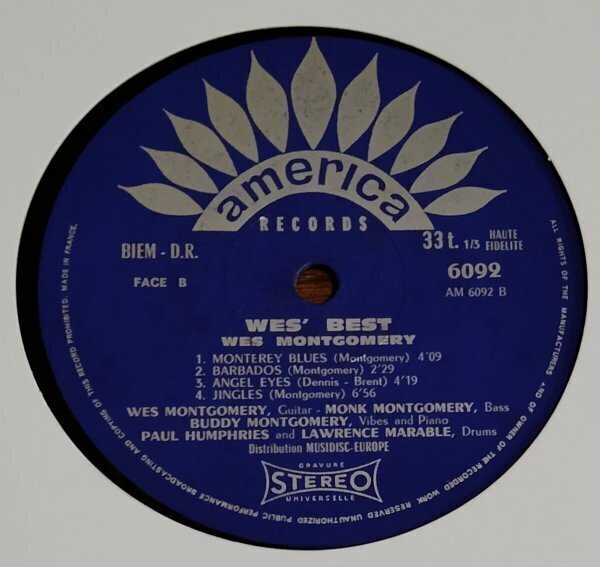 america
RECORDS
BIEM - D.R.
33 t. 1/3 HAUTE FIDELITE
FACE B
6092
AM 6092 B
WES' BEST
WES MONTGOMERY
1. MONTEREY BLUES (Montgomery) 4'09
2. BARBADOS (Montgomery) 2'29
3. ANGEL EYES (Dennis - Brent) 4'19
4. JINGLES (Montgomery) 6'56
WES MONTGOMERY, Guitar - MONK MONTGOMERY, Bass
BUDDY MONTGOMERY, Vibes and Piano
PAUL HUMPHRIES and LAWRENCE MARABLE, Drums
Distribution MUSIDISC-EUROPE
GRAVURE
STEREO
UNIVERSELLE
ALL RIGHTS OF THE MANUFACTURERS AND OF OWNER OF THE RECORDED WORK RESERVED UNAUTHORIZED PUBLIC PERFORMANCE BROADCASTING AND COPYING OF THIS RECORD PROHIBITED. MADE IN FRANCE.